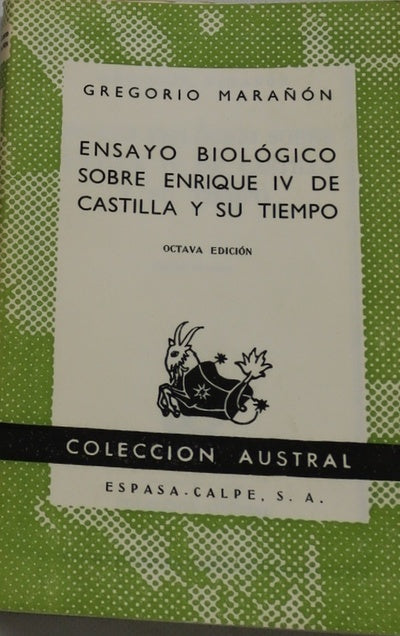 GREGORIO MARAÑÓN
ENSAYO BIOLÓGICO
SOBRE ENRIQUE IV DE
CASTILLA Y SU TIEMPO
OCTAVA EDICIÓN
COLECCION AUSTRAL
ESPASA-CALPE, S. A.